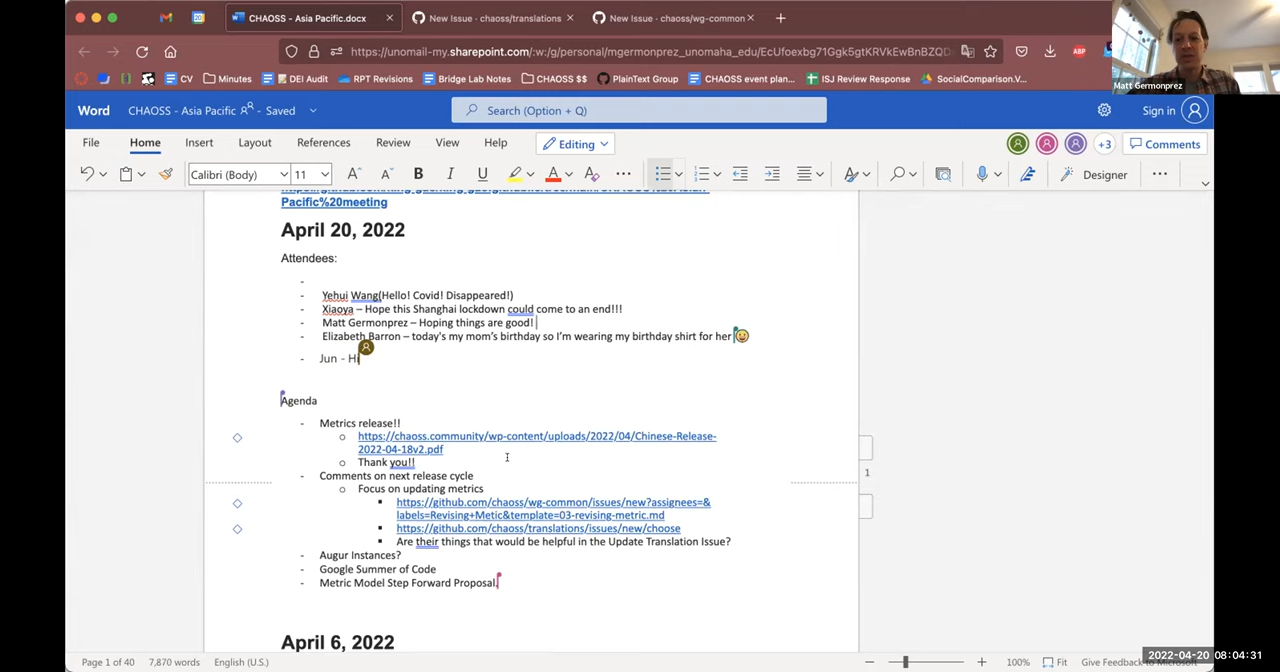 CHAOSS - Asia Pacific.docx
New Issue · chaoss/translations
New Issue · chaoss/wg-common
https://unomail-my.sharepoint.com/:w:/g/personal/mgermonprez_unomaha_edu/EcUfoexbg71Ggk5gtKRVkEwBnBZQD
ABP
CV
Minutes
DEI Audit
RPT Revisions
Bridge Lab Notes
CHAOSS $$
PlainText Group
CHAOSS event plan...
ISJ Review Response
SocialComparison.V...
Matt Germonprez
Word
CHAOSS - Asia Pacific - Saved
Search (Option + Q)
Sign in
File
Home
Insert
Layout
References
Review
View
Help
Editing
+3
Comments
Calibri (Body)
11
Designer
Pacific%20meeting
April 20, 2022
Attendees:
-
- Yehui Wang(Hello! Covid! Disappeared!)
- Xiaoya – Hope this Shanghai lockdown could come to an end!!!
- Matt Germonprez – Hoping things are good!
- Elizabeth Barron – today's my mom's birthday so I'm wearing my birthday shirt for her 😀
- Jun - Hi
Agenda
- Metrics release!!
o https://chaoss.community/wp-content/uploads/2022/04/Chinese-Release-
2022-04-18v2.pdf
o Thank you!!
- Comments on next release cycle
o Focus on updating metrics
▪ https://github.com/chaoss/wg-common/issues/new?assignees=&
labels=Revising+Metic&template=03-revising-metric.md
▪ https://github.com/chaoss/translations/issues/new/choose
▪ Are their things that would be helpful in the Update Translation Issue?
- Augur Instances?
- Google Summer of Code
- Metric Model Step Forward Proposal.
1
April 6, 2022
Page 1 of 40
7,870 words
English (U.S.)
100%
Fit
Give Feedback to Microsoft
2022-04-20 08:04:31